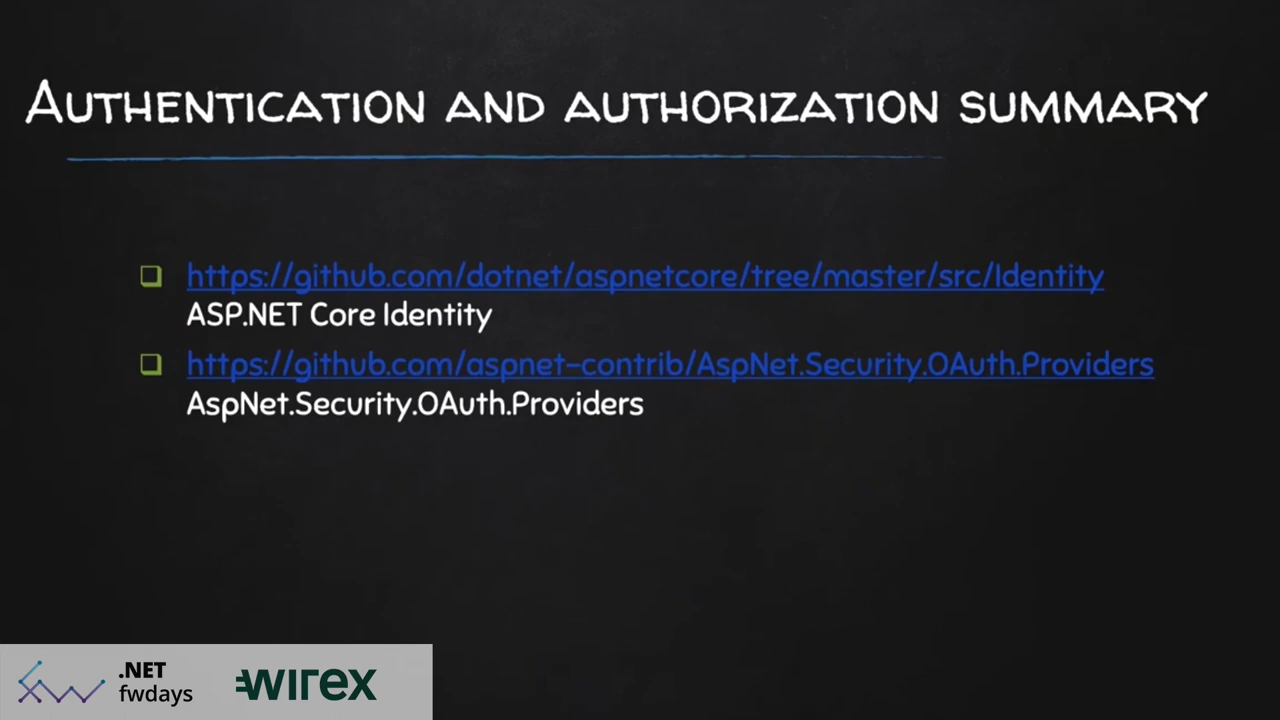 AUTHENTICATION AND AUTHORIZATION SUMMARY
https://github.com/dotnet/aspnetcore/tree/master/src/Identity
ASP.NET Core Identity
https://github.com/aspnet-contrib/AspNet.Security.OAuth.Providers
AspNet.Security.OAuth.Providers
.NET
fwdays
wirex